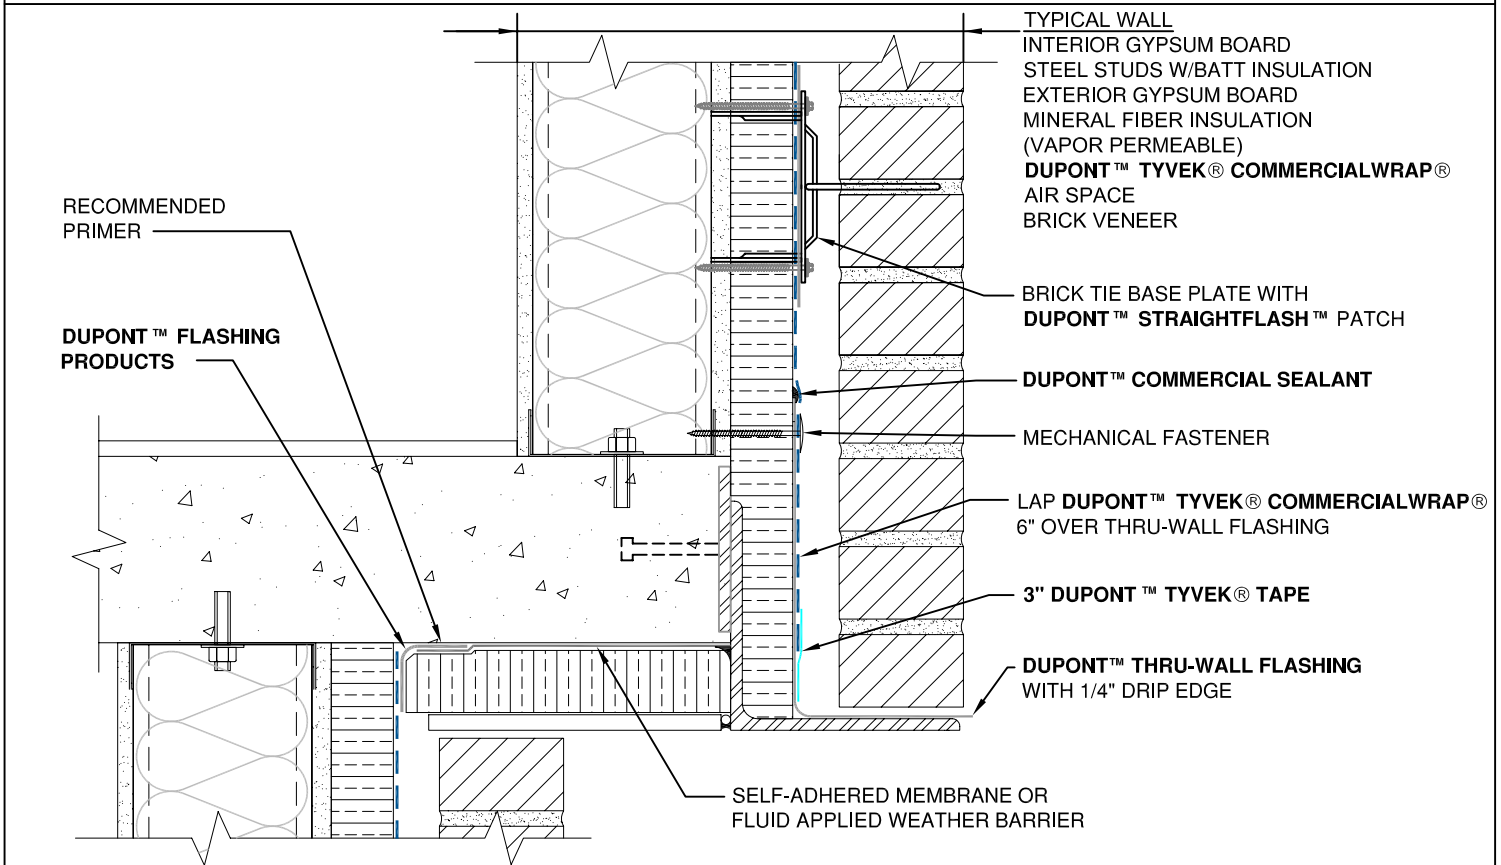 TYPICAL WALL
INTERIOR GYPSUM BOARD
STEEL STUDS W/BATT INSULATION
EXTERIOR GYPSUM BOARD
MINERAL FIBER INSULATION
(VAPOR PERMEABLE)
DUPONT™ TYVEK® COMMERCIALWRAP®
AIR SPACE
BRICK VENEER
RECOMMENDED
PRIMER
DUPONT™ FLASHING
PRODUCTS
BRICK TIE BASE PLATE WITH
DUPONT™ STRAIGHTFLASH™ PATCH
DUPONT™ COMMERCIAL SEALANT
MECHANICAL FASTENER
LAP DUPONT™ TYVEK® COMMERCIALWRAP®
6" OVER THRU-WALL FLASHING
3" DUPONT™ TYVEK® TAPE
DUPONT™ THRU-WALL FLASHING
WITH 1/4" DRIP EDGE
SELF-ADHERED MEMBRANE OR
FLUID APPLIED WEATHER BARRIER